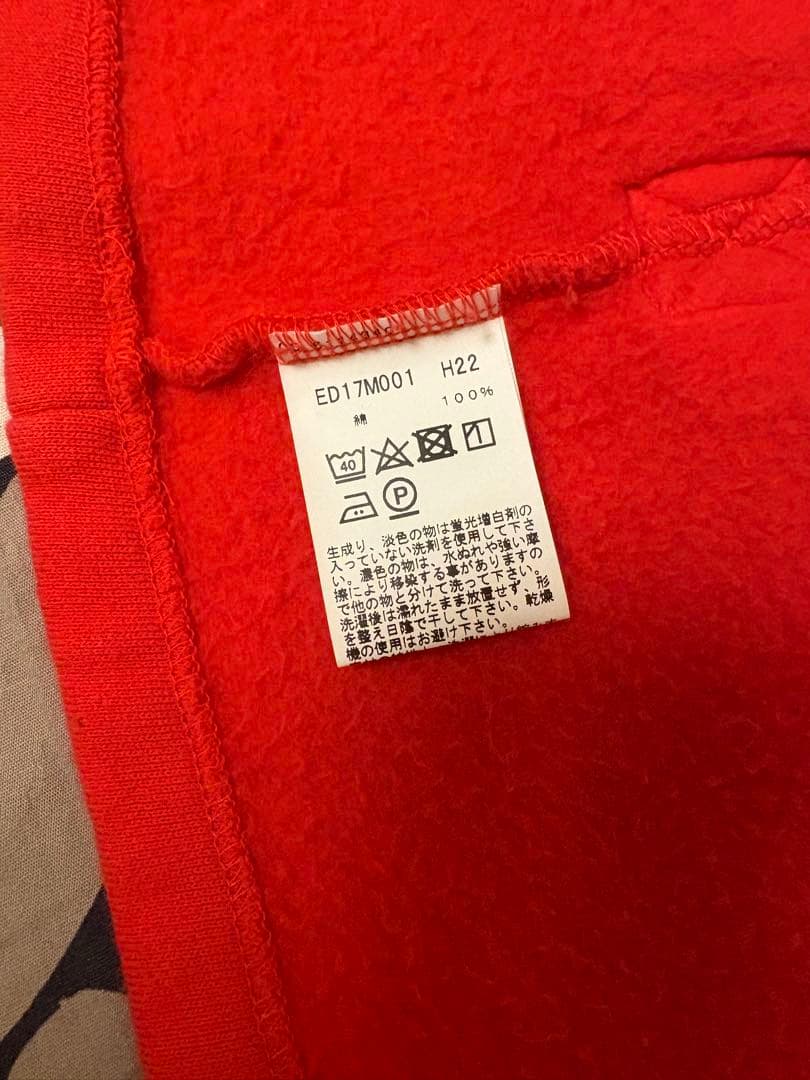 ED17M001 H22
綿 100%
40
P
生成り、淡色の物は蛍光増白剤の
入っていない洗剤を使用して下さ
い。濃色の物は、水ぬれや強い摩
擦により移染する事がありますの
で他の物と分けて洗って下さい。
洗濯後は濡れたまま放置せず、形
を整え日陰で干して下さい。乾燥
機の使用はお避け下さい。